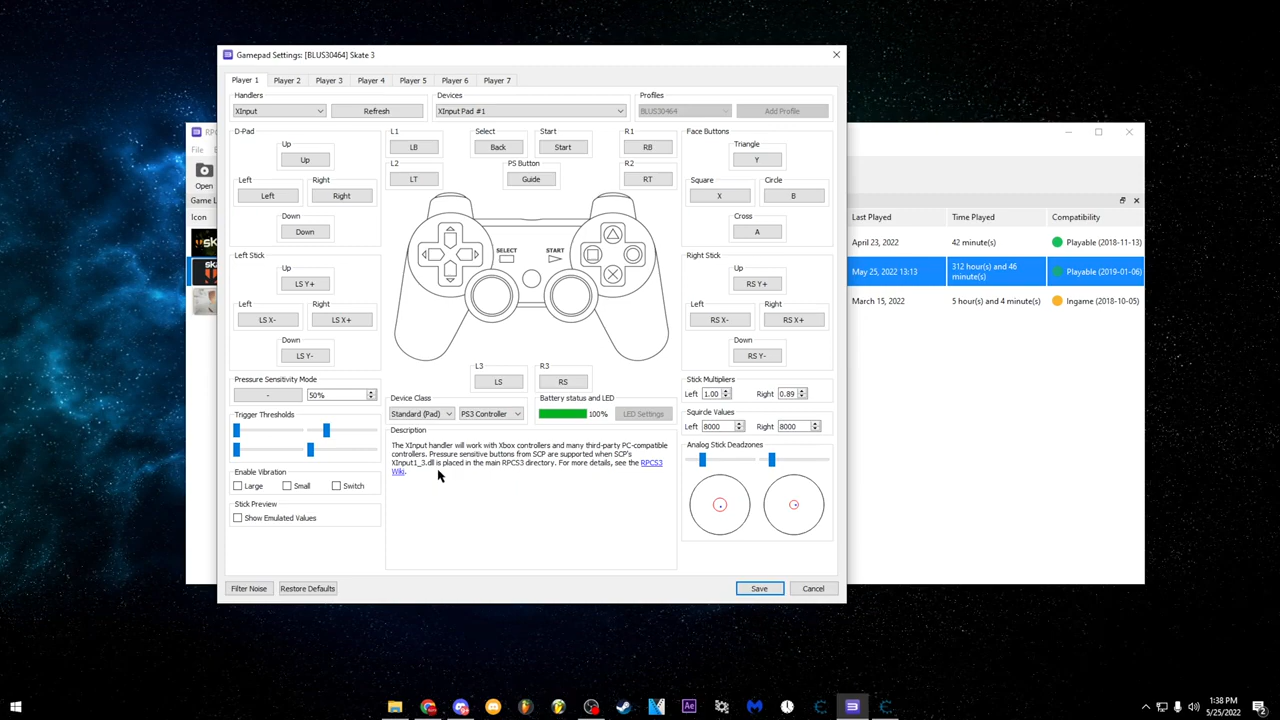 Gamepad Settings: [BLUS30464] Skate 3
Player 1 Player 2 Player 3 Player 4 Player 5 Player 6 Player 7
Handlers
XInput Refresh
Devices
XInput Pad #1
Profiles
BLUS30464 Add Profile
D-Pad
Up
Up
Left Right
Left Right
Down
Down
L1
LB
L2
LT
Select Start
Back Start
PS Button
Guide
R1
RB
R2
RT
Face Buttons
Triangle
Y
Square Circle
X B
Cross
A
SELECT START
Left Stick
Up
LS Y+
Left Right
LS X- LS X+
Down
LS Y-
Right Stick
Up
RS Y+
Left Right
RS X- RS X+
Down
RS Y-
L3 R3
LS RS
Pressure Sensitivity Mode
- 50%
Device Class
Standard (Pad) PS3 Controller
Battery status and LED
100% LED Settings
Stick Multipliers
Left 1.00 Right 0.89
Squircle Values
Left 8000 Right 8000
Trigger Thresholds
Description
The XInput handler will work with Xbox controllers and many third-party PC-compatible
controllers. Pressure sensitive buttons from SCP are supported when SCP's
XInput1_3.dll is placed in the main RPCS3 directory. For more details, see the RPCS3
Wiki.
Analog Stick Deadzones
Enable Vibration
Large Small Switch
Stick Preview
Show Emulated Values
Filter Noise Restore Defaults Save Cancel
File
Open
Game L
Icon
Last Played Time Played Compatibility
April 23, 2022 42 minute(s) Playable (2018-11-13)
May 25, 2022 13:13 312 hour(s) and 46
minute(s) Playable (2019-01-06)
March 15, 2022 5 hour(s) and 4 minute(s) Ingame (2018-10-05)
Ae
1:38 PM
5/25/2022
2